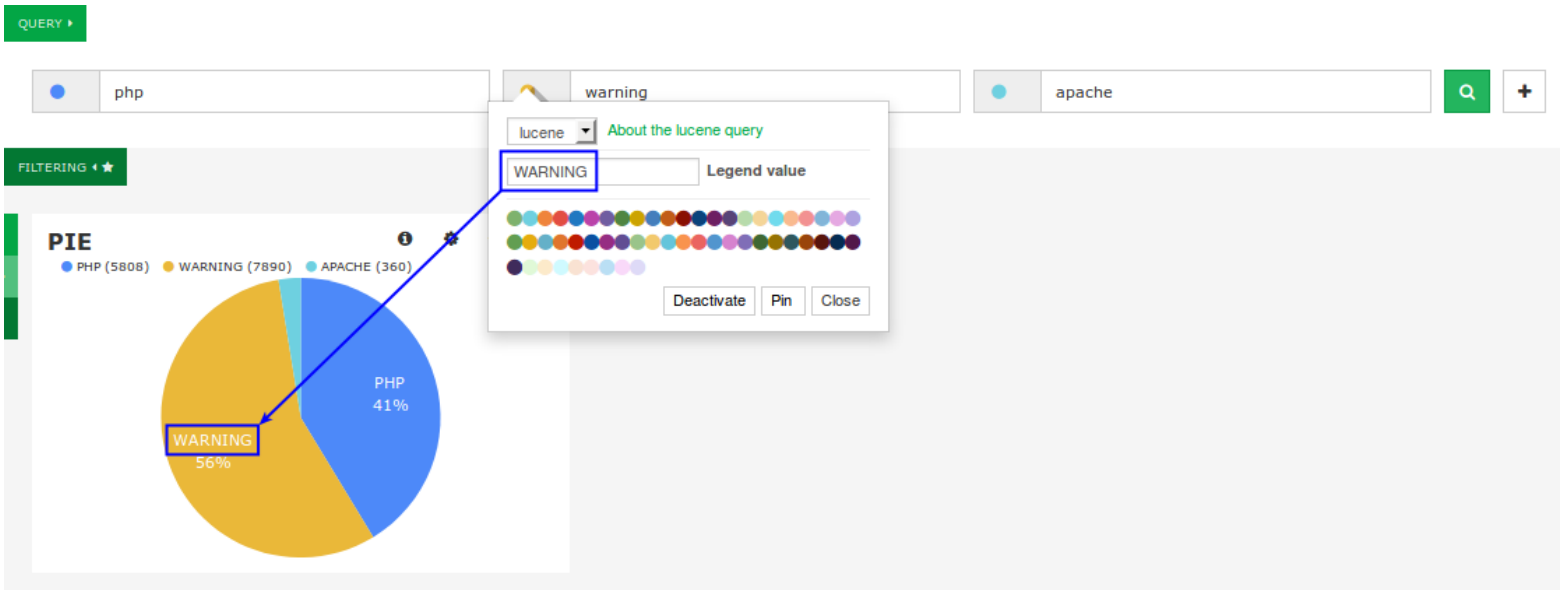 QUERY
php
warning
apache
lucene About the lucene query
WARNING Legend value
Deactivate Pin Close
FILTERING
PIE
PHP (5808) WARNING (7890) APACHE (360)
PHP
41%
WARNING
56%